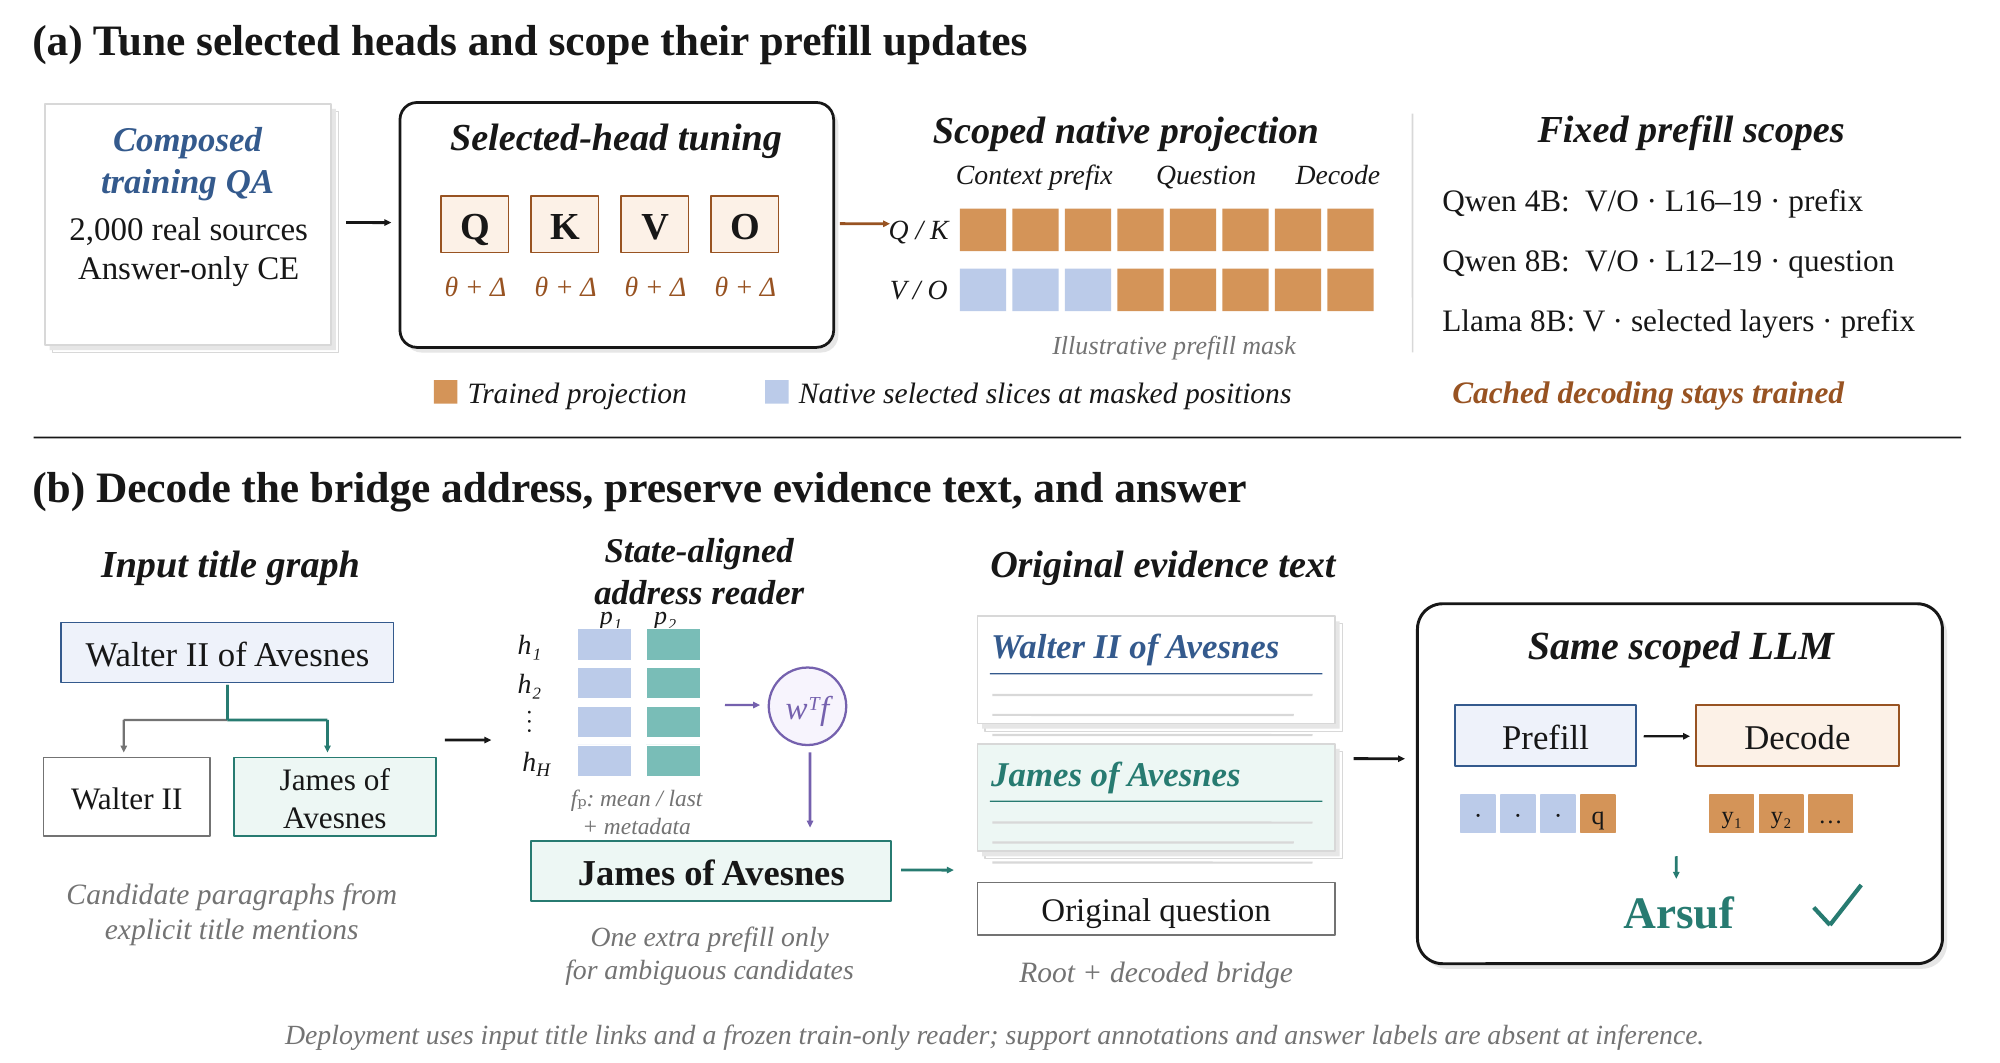 (a) Tune selected heads and scope their prefill updates
Composed
training QA
2,000 real sources
Answer-only CE
Selected-head tuning
Q K V O
θ + Δ θ + Δ θ + Δ θ + Δ
Scoped native projection
Context prefix Question Decode
Q / K
V / O
Illustrative prefill mask
Fixed prefill scopes
Qwen 4B: V/O · L16–19 · prefix
Qwen 8B: V/O · L12–19 · question
Llama 8B: V · selected layers · prefix
Trained projection
Native selected slices at masked positions
Cached decoding stays trained
(b) Decode the bridge address, preserve evidence text, and answer
Input title graph
Walter II of Avesnes
Walter II
James of
Avesnes
Candidate paragraphs from
explicit title mentions
State-aligned
address reader
p₁ p₂
h₁
h₂
⋮
h_H
wᵀf
fₚ: mean / last
+ metadata
James of Avesnes
One extra prefill only
for ambiguous candidates
Original evidence text
Walter II of Avesnes
James of Avesnes
Original question
Root + decoded bridge
Same scoped LLM
Prefill Decode
· · · q y₁ y₂ …
Arsuf
Deployment uses input title links and a frozen train-only reader; support annotations and answer labels are absent at inference.